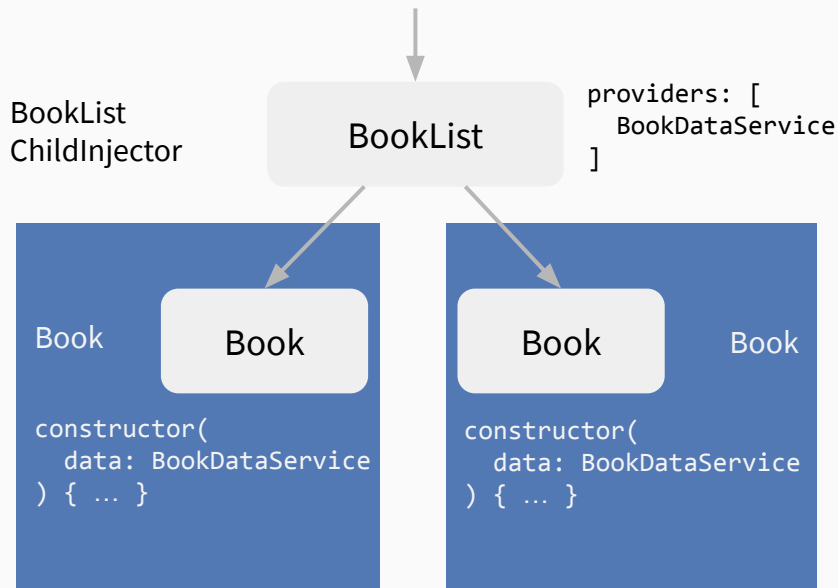 BookList
ChildInjector
BookList
providers: [
  BookDataService
]
Book
Book
constructor(
  data: BookDataService
) { … }
Book
Book
constructor(
  data: BookDataService
) { … }